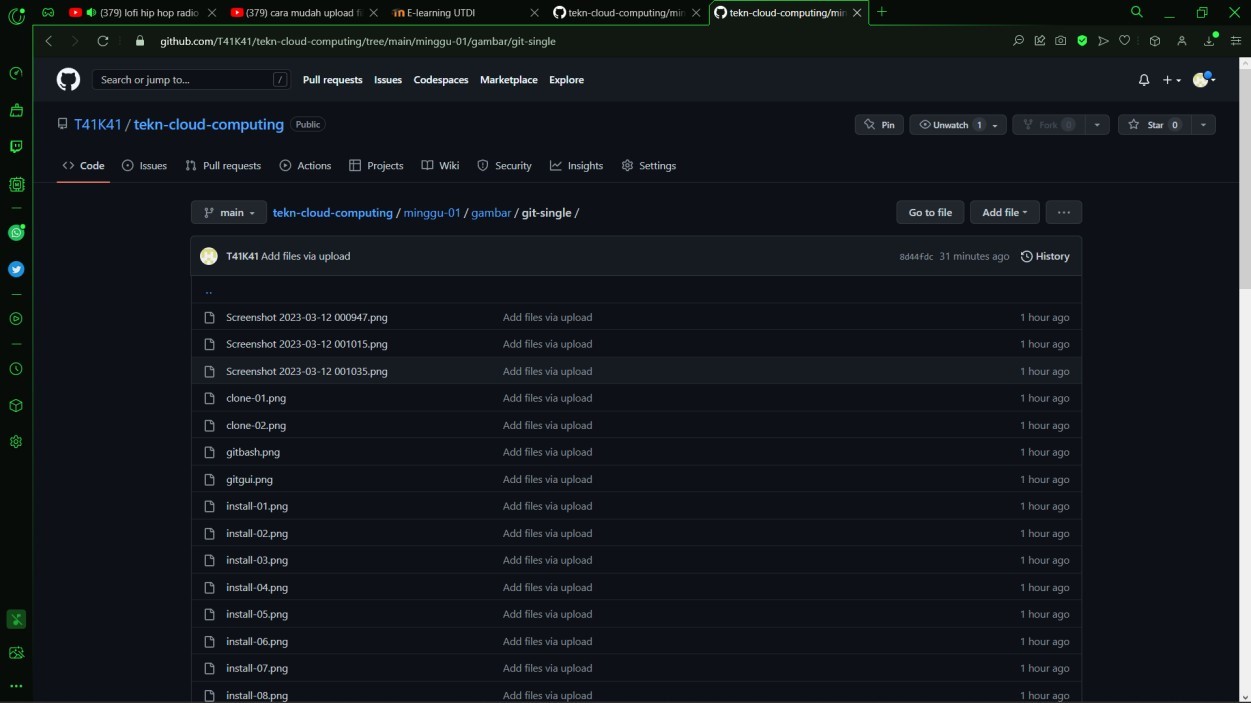 (379) lofi hip hop radio
(379) cara mudah upload f
E-learning UTDI
tekn-cloud-computing/min
tekn-cloud-computing/min
github.com/T41K41/tekn-cloud-computing/tree/main/minggu-01/gambar/git-single
Search or jump to... /
Pull requests Issues Codespaces Marketplace Explore
T41K41 / tekn-cloud-computing Public
Pin Unwatch 1 Fork 0 Star 0
Code Issues Pull requests Actions Projects Wiki Security Insights Settings
main tekn-cloud-computing / minggu-01 / gambar / git-single /
Go to file Add file ...
T41K41 Add files via upload 8d44fdc 31 minutes ago History
..
Screenshot 2023-03-12 000947.png Add files via upload 1 hour ago
Screenshot 2023-03-12 001015.png Add files via upload 1 hour ago
Screenshot 2023-03-12 001035.png Add files via upload 1 hour ago
clone-01.png Add files via upload 1 hour ago
clone-02.png Add files via upload 1 hour ago
gitbash.png Add files via upload 1 hour ago
gitgui.png Add files via upload 1 hour ago
install-01.png Add files via upload 1 hour ago
install-02.png Add files via upload 1 hour ago
install-03.png Add files via upload 1 hour ago
install-04.png Add files via upload 1 hour ago
install-05.png Add files via upload 1 hour ago
install-06.png Add files via upload 1 hour ago
install-07.png Add files via upload 1 hour ago
install-08.png Add files via upload 1 hour ago